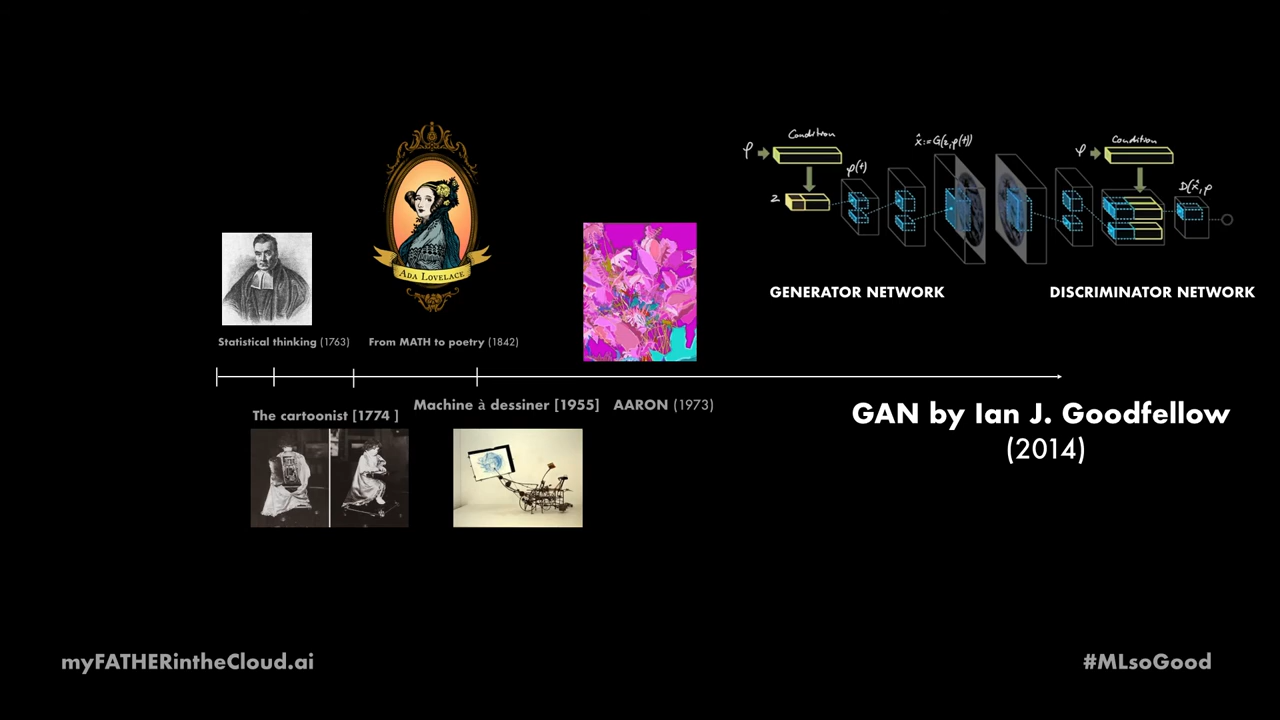 Condition
φ
x̂:=G(z,φ(t))
Condition
φ
φ(t)
z
D(x̂,φ
GENERATOR NETWORK
DISCRIMINATOR NETWORK
ADA LOVELACE
Statistical thinking (1763)
From MATH to poetry (1842)
The cartoonist [1774 ]
Machine à dessiner [1955]
AARON (1973)
GAN by Ian J. Goodfellow
(2014)
myFATHERintheCloud.ai
#MLsoGood